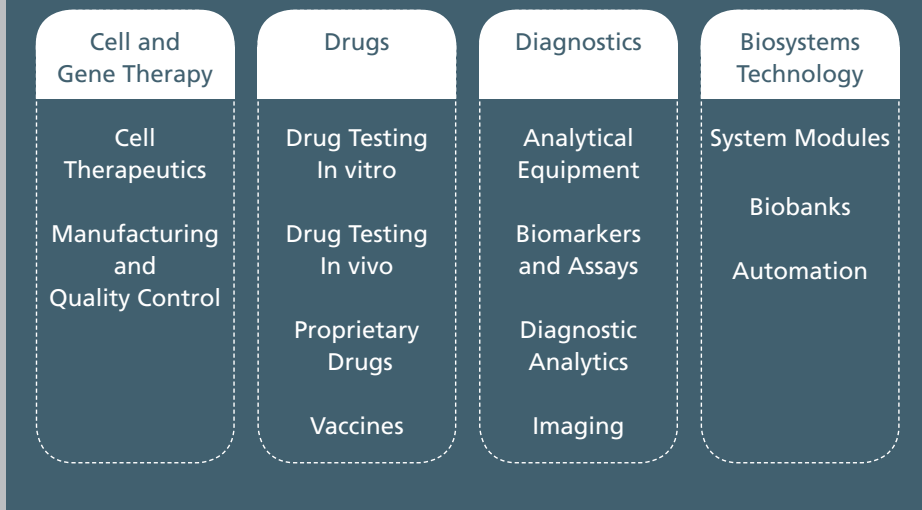 Cell and
Gene Therapy
Cell
Therapeutics
Manufacturing
and
Quality Control
Drugs
Drug Testing
In vitro
Drug Testing
In vivo
Proprietary
Drugs
Vaccines
Diagnostics
Analytical
Equipment
Biomarkers
and Assays
Diagnostic
Analytics
Imaging
Biosystems
Technology
System Modules
Biobanks
Automation